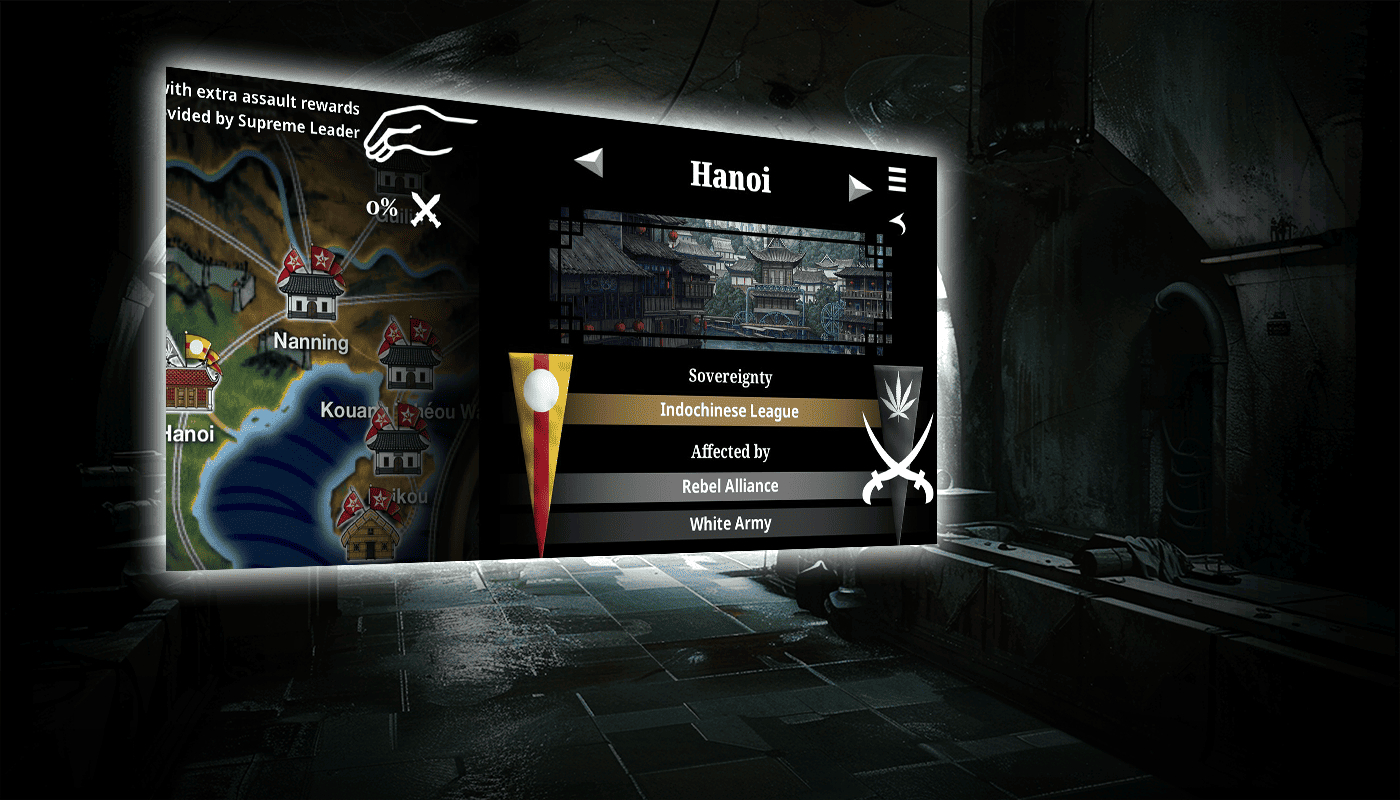 with extra assault rewards
vided by Supreme Leader
0%
Nanning
Hanoi
Hanoi
Sovereignty
Indochinese League
Affected by
Rebel Alliance
White Army